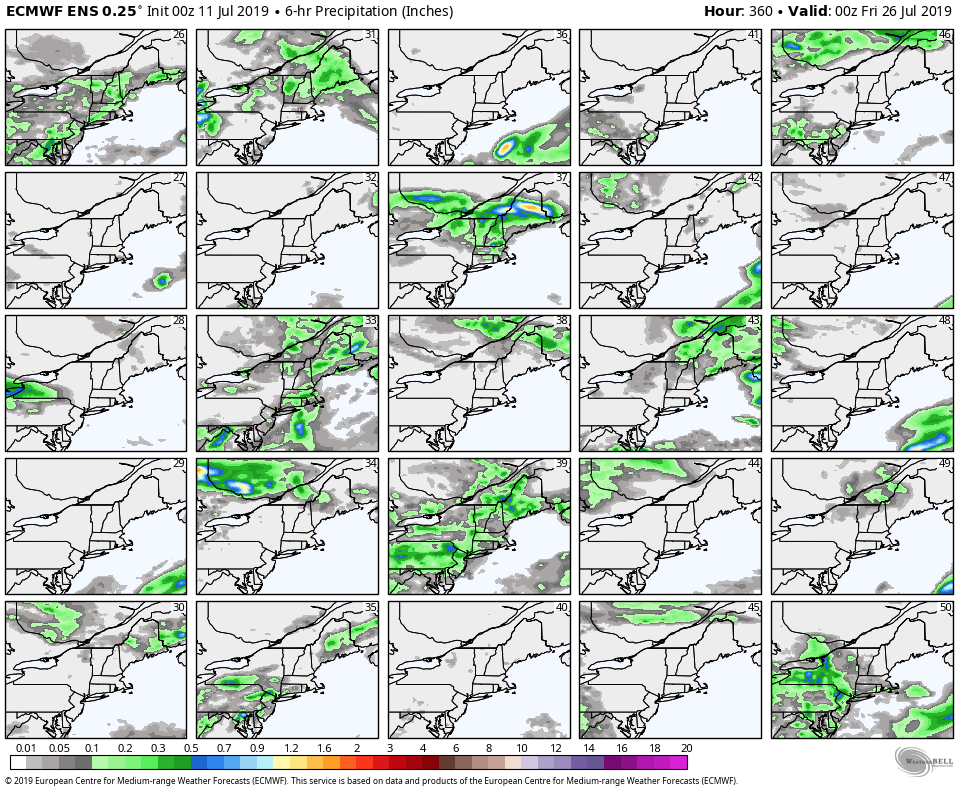 ECMWF ENS 0.25° Init 00z 11 Jul 2019 • 6-hr Precipitation (Inches)
Hour: 360 • Valid: 00z Fri 26 Jul 2019
26 31 36 41 46
27 32 37 42 47
28 33 38 43 48
29 34 39 44 49
30 35 40 45 50
0.01 0.05 0.1 0.2 0.3 0.5 0.7 0.9 1.2 1.6 2 3 4 6 8 10 12 14 16 18 20
WEATHERBELL
© 2019 European Centre for Medium-range Weather Forecasts (ECMWF). This service is based on data and products of the European Centre for Medium-range Weather Forecasts (ECMWF).